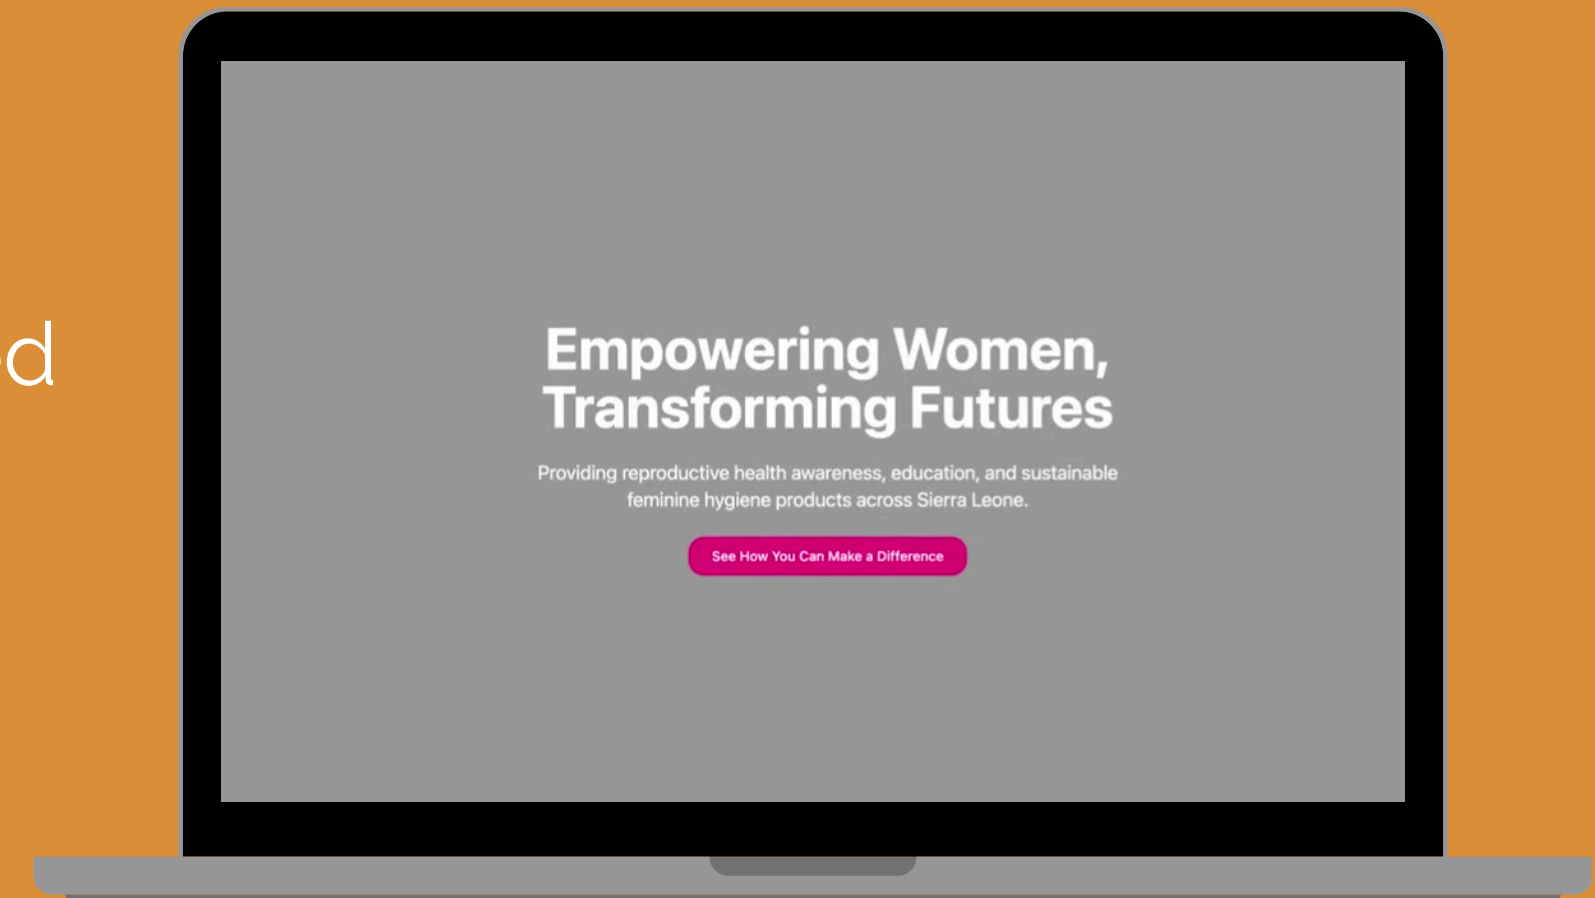 Empowering Women,
Transforming Futures
Providing reproductive health awareness, education, and sustainable
feminine hygiene products across Sierra Leone.
See How You Can Make a Difference